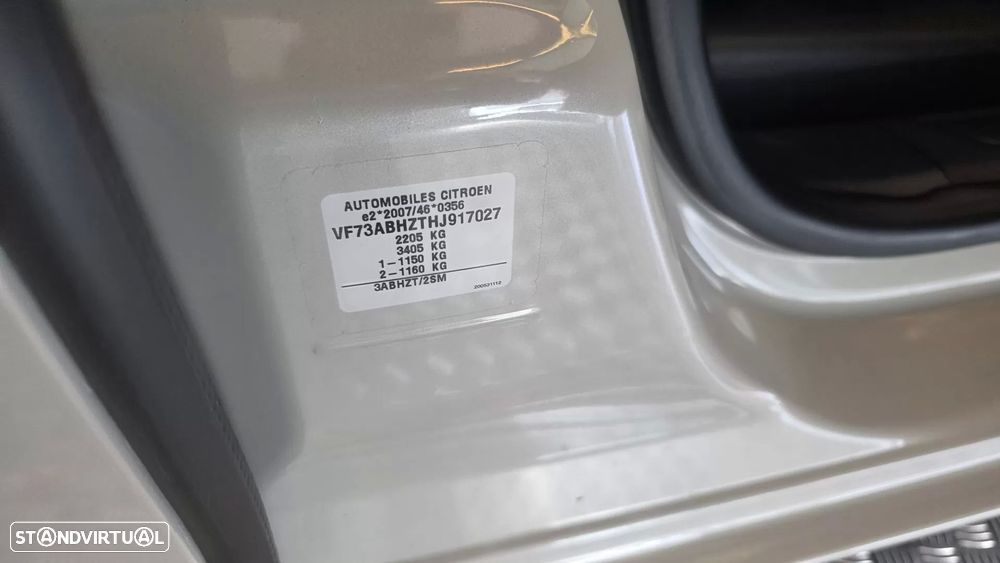 AUTOMOBILES CITROEN
e2*2007/46*0356
VF73ABHZTHJ917027
2205 KG
3405 KG
1-1150 KG
2-1160 KG
3ABHZT/2SM
200531112
STANDVIRTUAL